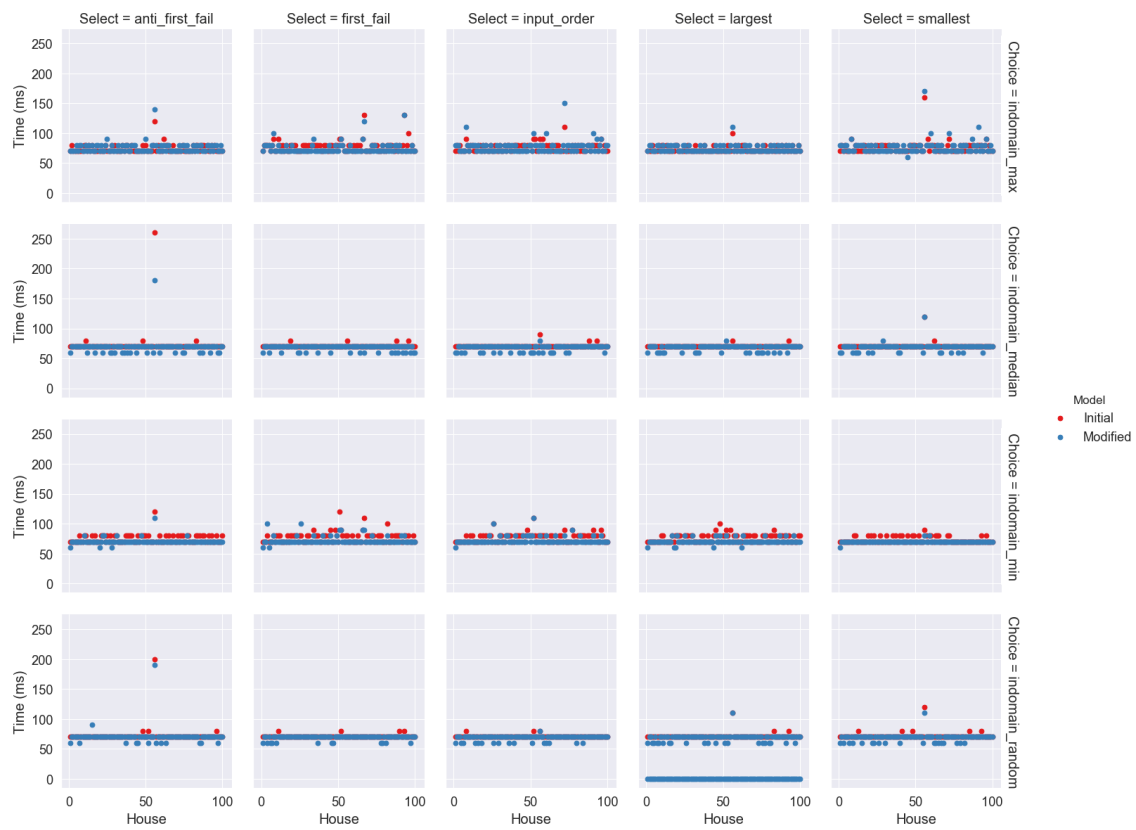 Select = anti_first_fail
Select = first_fail
Select = input_order
Select = largest
Select = smallest
250
200
150
100
50
0
Time (ms)
Choice = indomain_max
250
200
150
100
50
0
Time (ms)
Choice = indomain_median
Model
Initial
Modified
250
200
150
100
50
0
Time (ms)
Choice = indomain_min
250
200
150
100
50
0
Time (ms)
Choice = indomain_random
0 50 100
0 50 100
0 50 100
0 50 100
0 50 100
House
House
House
House
House